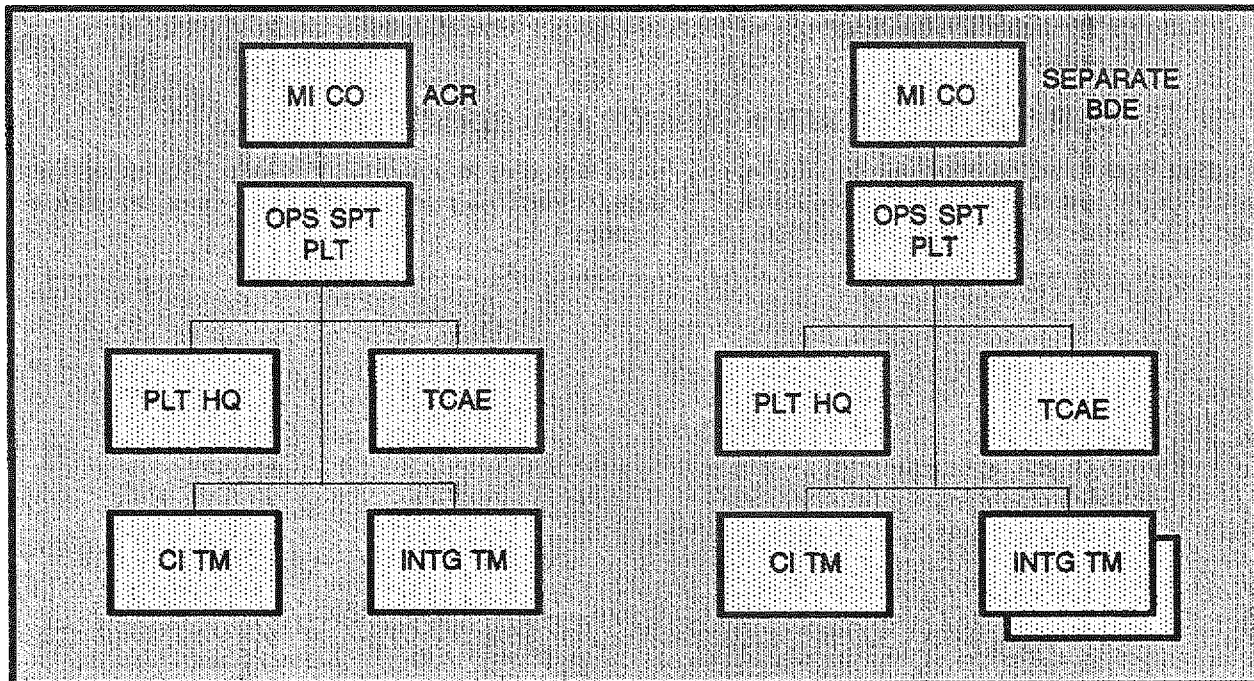 MI CO
ACR
OPS SPT
PLT
PLT HQ
TCAE
CI TM
INTG TM
MI CO
SEPARATE
BDE
OPS SPT
PLT
PLT HQ
TCAE
CI TM
INTG TM